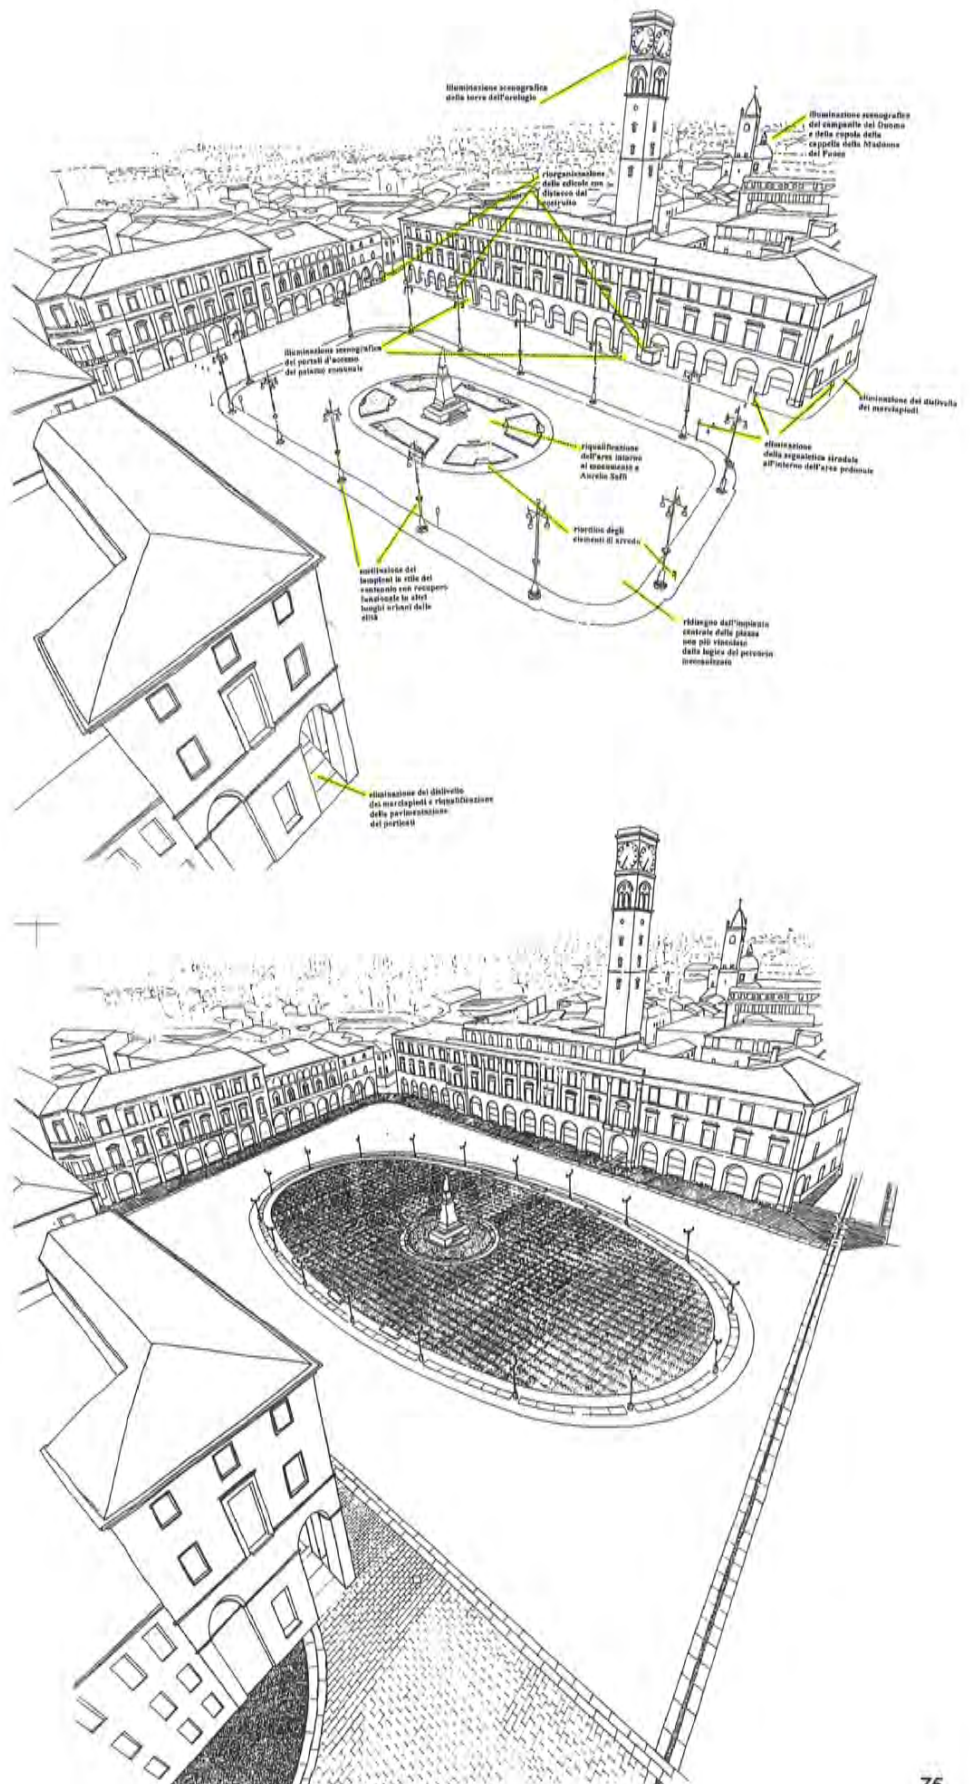 illuminazione scenografica
della torre dell'orologio
illuminazione scenografica
del campanile del Duomo
e della cupola della
cappella della Madonna
del Fuoco
riorganizzazione
delle edicole con
distacco dal
costruito
illuminazione scenografica
dei portali d'accesso
del palazzo comunale
eliminazione del dislivello
dei marciapiedi
eliminazione
della segnaletica stradale
all'interno dell'area pedonale
riqualificazione
dell'area intorno
al monumento a
Aurelio Saffi
riordino degli
elementi di arredo
sostituzione dei
lampioni in stile del
ventennio con recupero
funzionale in altri
luoghi urbani della
città
ridisegno dell'impianto
centrale della piazza
non più vincolato
dalla logica del percorso
meccanizzato
eliminazione del dislivello
dei marciapiedi e riqualificazione
della pavimentazione
dei porticati
75